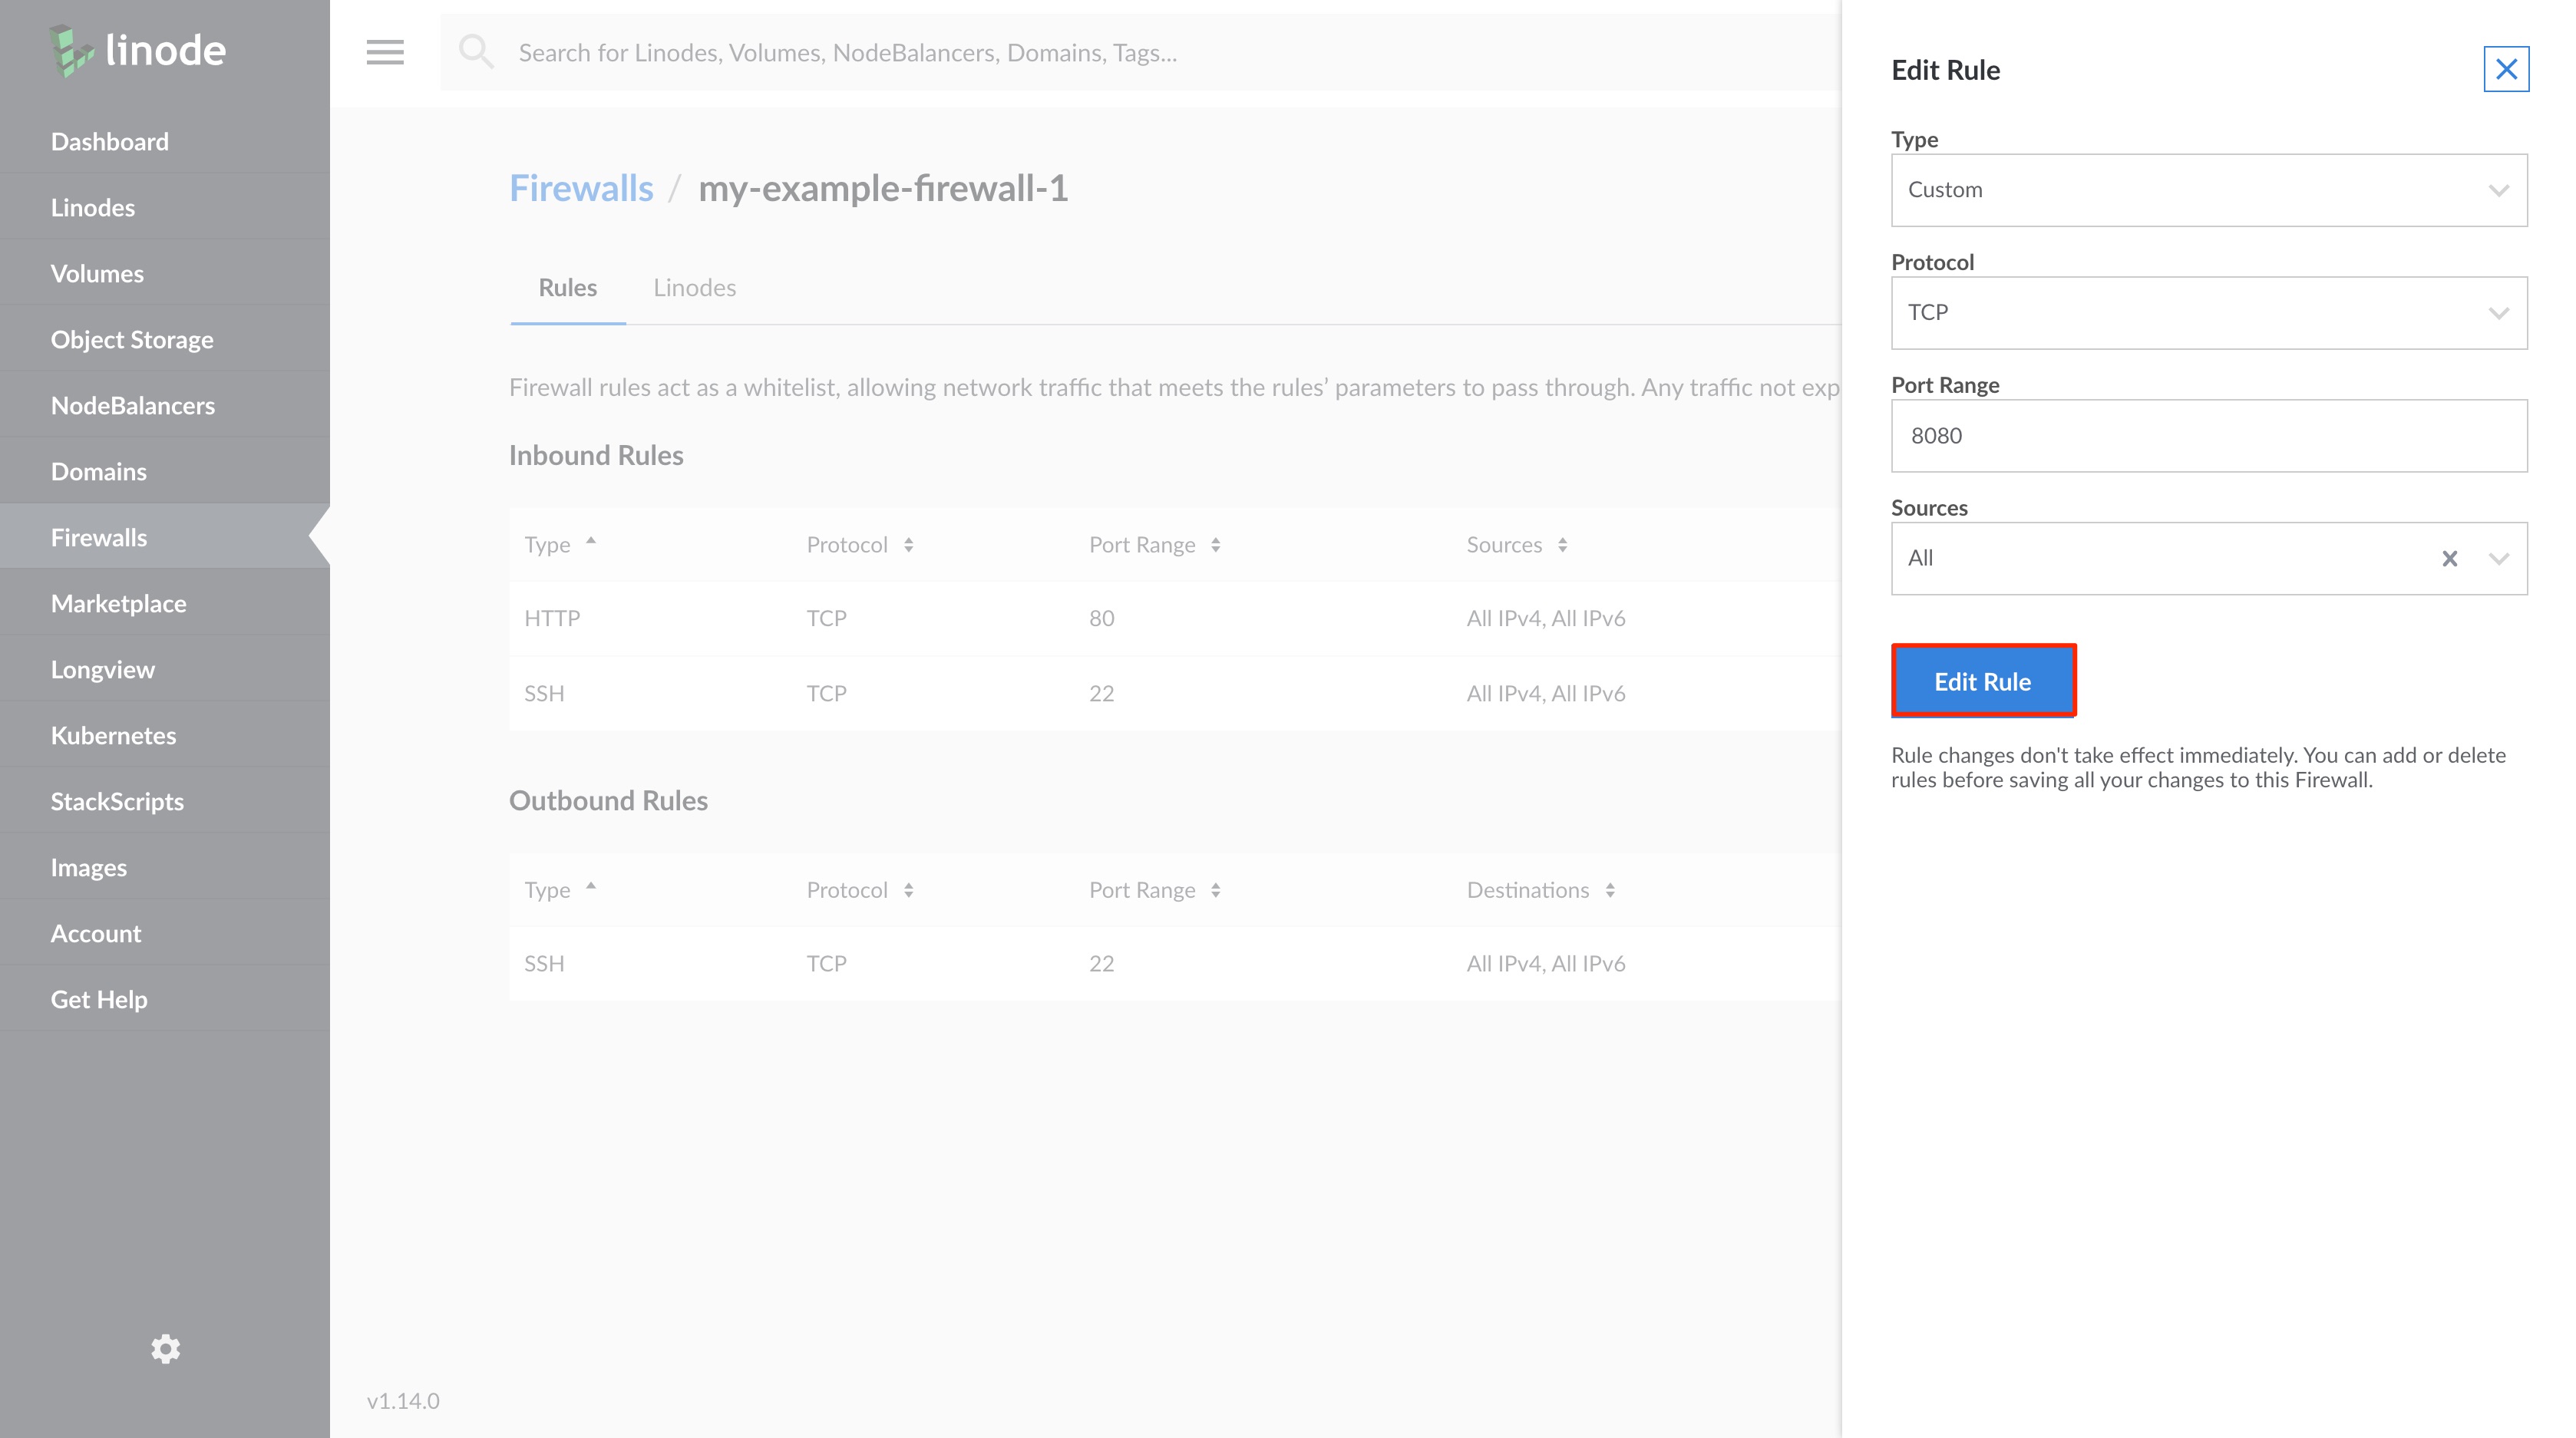 linode
Dashboard
Linodes
Volumes
Object Storage
NodeBalancers
Domains
Firewalls
Marketplace
Longview
Kubernetes
StackScripts
Images
Account
Get Help
Search for Linodes, Volumes, NodeBalancers, Domains, Tags...
Firewalls / my-example-firewall-1
Rules Linodes
Firewall rules act as a whitelist, allowing network traffic that meets the rules’ parameters to pass through. Any traffic not exp
Inbound Rules
Type Protocol Port Range Sources
HTTP TCP 80 All IPv4, All IPv6
SSH TCP 22 All IPv4, All IPv6
Outbound Rules
Type Protocol Port Range Destinations
SSH TCP 22 All IPv4, All IPv6
v1.14.0
Edit Rule
Type
Custom
Protocol
TCP
Port Range
8080
Sources
All
Edit Rule
Rule changes don't take effect immediately. You can add or delete
rules before saving all your changes to this Firewall.